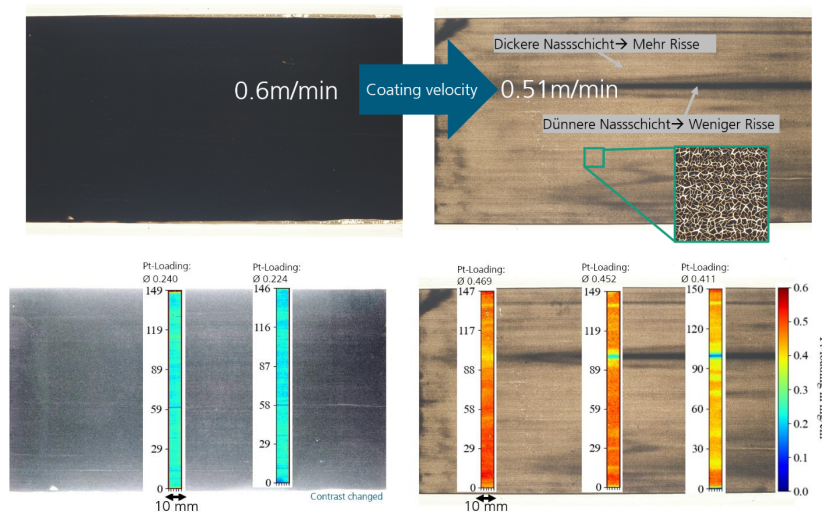 Dickere Nassschicht→ Mehr Risse
0.6m/min
Coating velocity
0.51m/min
Dünnere Nassschicht→ Weniger Risse
Pt-Loading:
Ø 0.240
149
119
89
59
29
0
10 mm
Pt-Loading:
Ø 0.224
146
116
87
58
29
0
Contrast changed
Pt-Loading:
Ø 0.469
147
117
88
59
29
0
10 mm
Pt-Loading:
Ø 0.452
149
119
89
59
29
0
Pt-Loading:
Ø 0.411
150
120
90
60
30
0
0.6
0.5
0.4
0.3
0.2
0.1
0.0